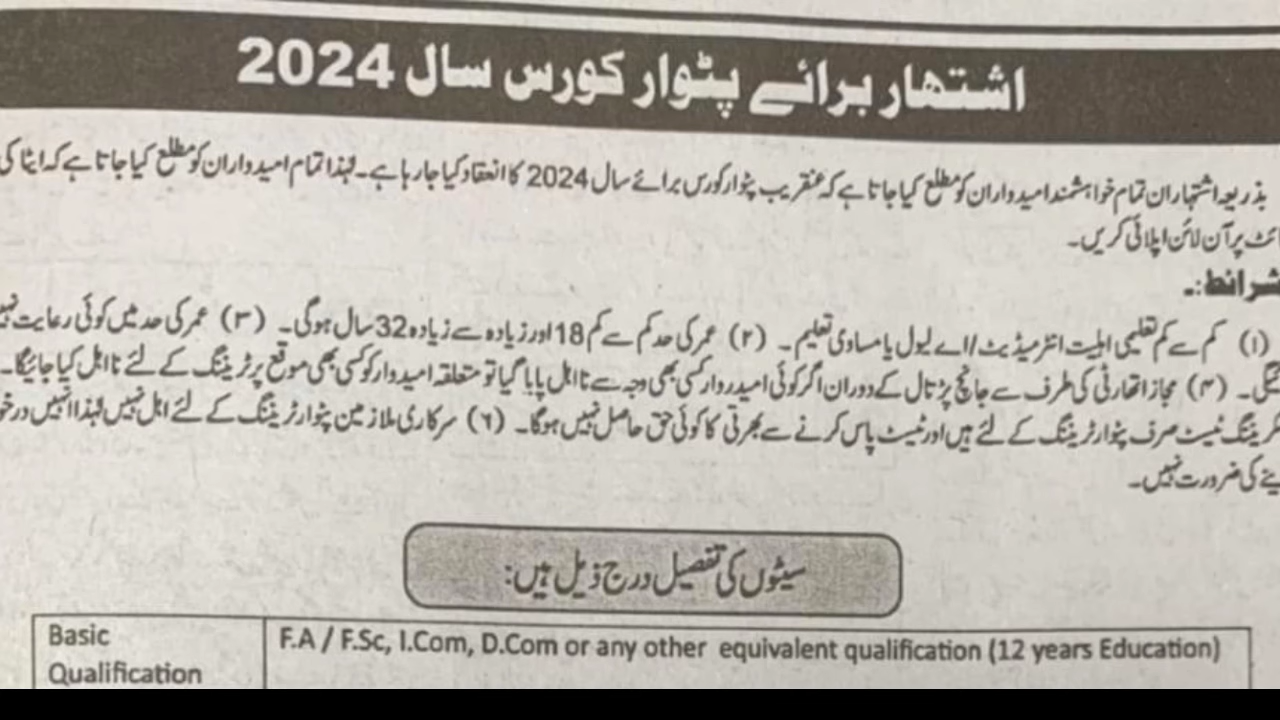 اشتھار برائے پٹوار کورس سال 2024
بذریعہ اشتہار ان تمام خواہشمند امیدواران کو مطلع کیا جاتا ہے کہ عنقریب پٹوار کورس برائے سال 2024 کا انعقاد کیا جا رہا ہے۔ لہٰذا تمام امیدواران کو مطلع کیا جاتا ہے کہ ایٹا کی
ائٹ پر آن لائن اپلائی کریں۔
شرائط:۔
(۱) کم سے کم تعلیمی اہلیت انٹرمیڈیٹ/اے لیول یا مساوی تعلیم۔ (۲) عمر کی حد کم سے کم 18 اور زیادہ سے زیادہ 32 سال ہوگی۔ (۳) عمر کی حد میں کوئی رعایت
گی۔ (۴) مجاز اتھارٹی کی طرف سے جانچ پڑتال کے دوران اگر کوئی امیدروار کسی بھی وجہ سے نااہل پایا گیا تو متعلقہ امیدوار کو کسی بھی موقع پر ٹریننگ کے لئے نااہل کیا جائیگا۔
ٹریننگ ٹیسٹ صرف پٹوار ٹریننگ کے لئے ہیں اور ٹیسٹ پاس کرنے سے بھرتی کا کوئی حق حاصل نہیں ہوگا۔ (۶) سرکاری ملازمین پٹوار ٹریننگ کے لئے اہل نہیں لہٰذا انہیں
ینے کی ضرورت نہیں۔
سیٹوں کی تفصیل درج ذیل ہیں:
Basic Qualification
F.A / F.Sc, I.Com, D.Com or any other equivalent qualification (12 years Education)